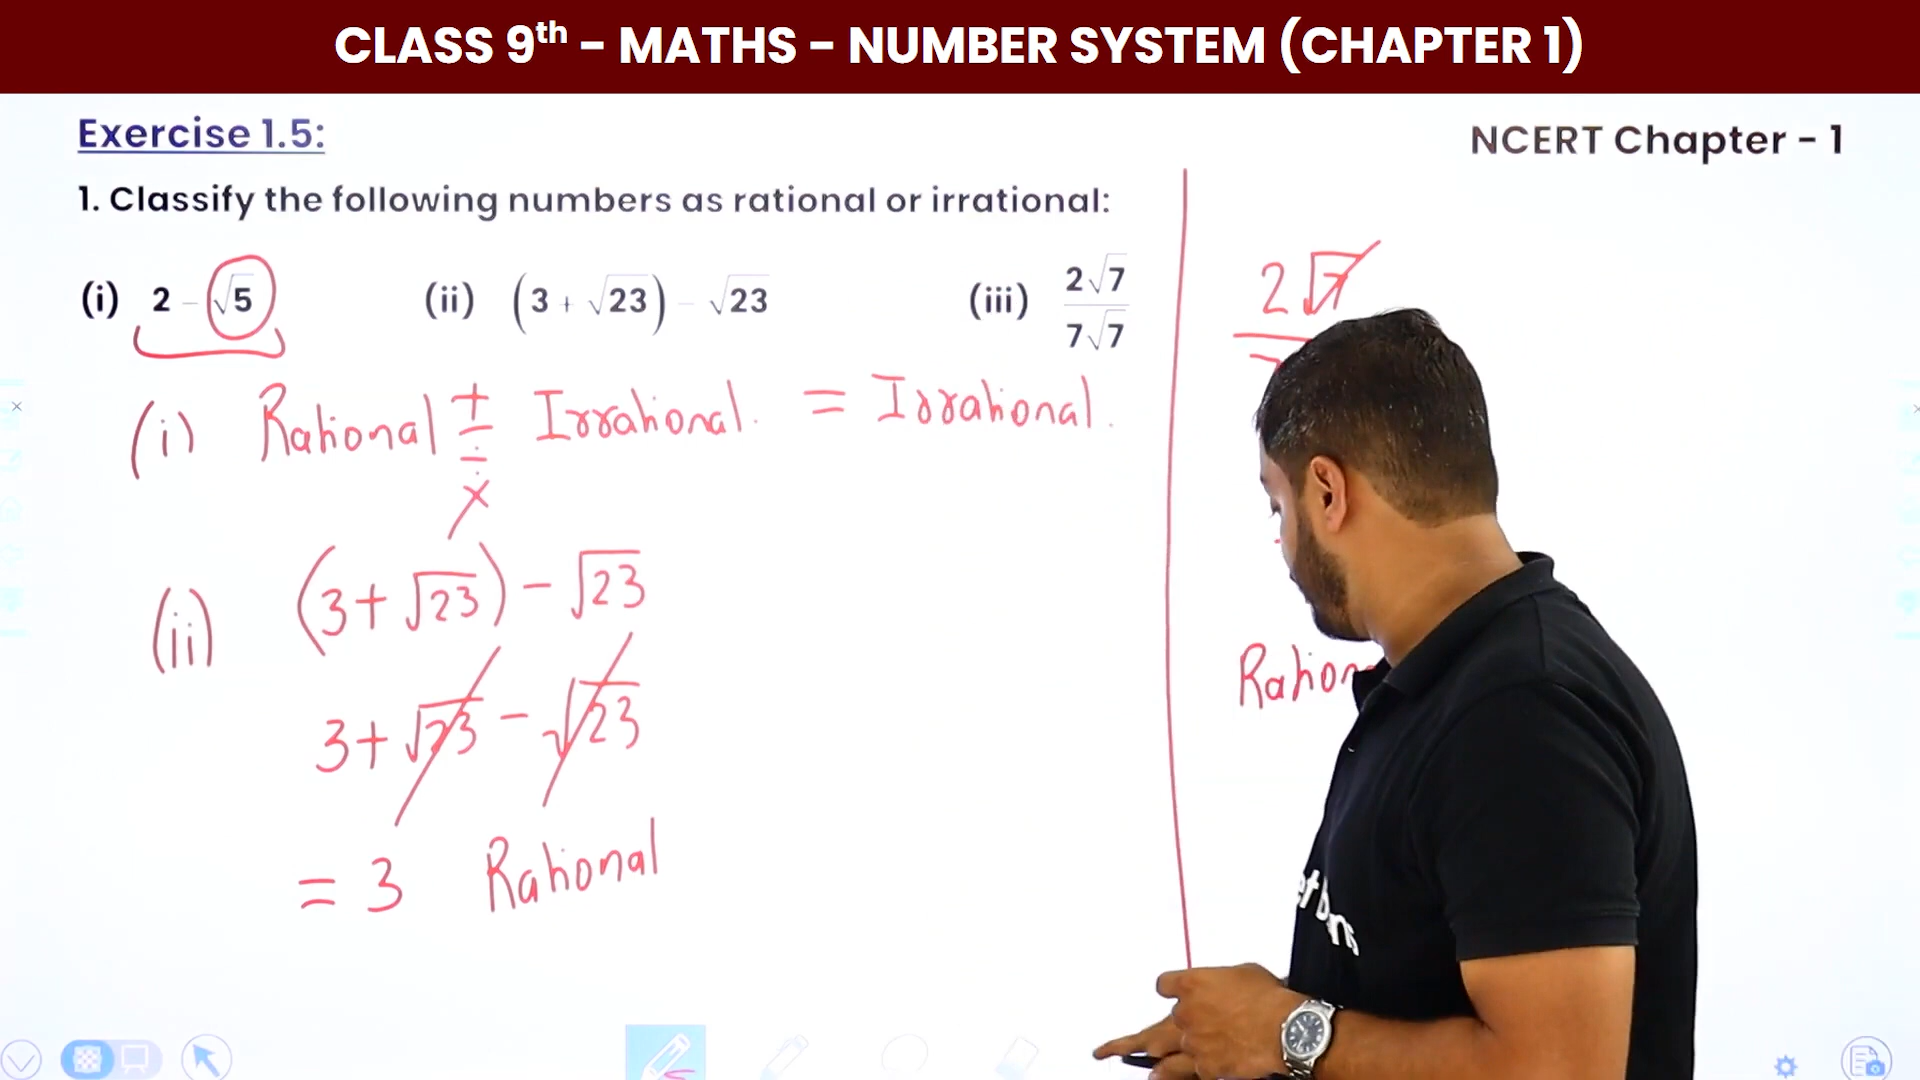 CLASS 9th - MATHS - NUMBER SYSTEM (CHAPTER 1)
Exercise 1.5:
NCERT Chapter - 1
1. Classify the following numbers as rational or irrational:
(i) 2 - √5 (ii) (3 + √23) - √23 (iii) 2√7 / 7√7
(i) Rational ± ÷ × Irrational. = Irrational.
(ii) (3 + √23) - √23
3 + √23 - √23
= 3 Rational
2√7